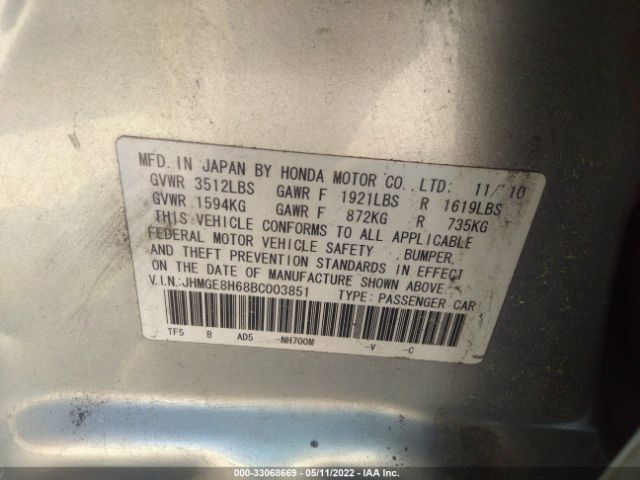 MFD. IN JAPAN BY HONDA MOTOR CO., LTD: 11/'10
GVWR 3512LBS GAWR F 1921LBS R 1619LBS
GVWR 1594KG GAWR F 872KG R 735KG
THIS VEHICLE CONFORMS TO ALL APPLICABLE
FEDERAL MOTOR VEHICLE SAFETY , BUMPER,
AND THEFT PREVENTION STANDARDS IN EFFECT
ON THE DATE OF MANUFACTURE SHOWN ABOVE.
V.I.N.:JHMGE8H68BC003851 TYPE: PASSENGER CAR
TF5 B AD5 -NH700M -V -C
000-33068669 - 05/11/2022 - IAA Inc.